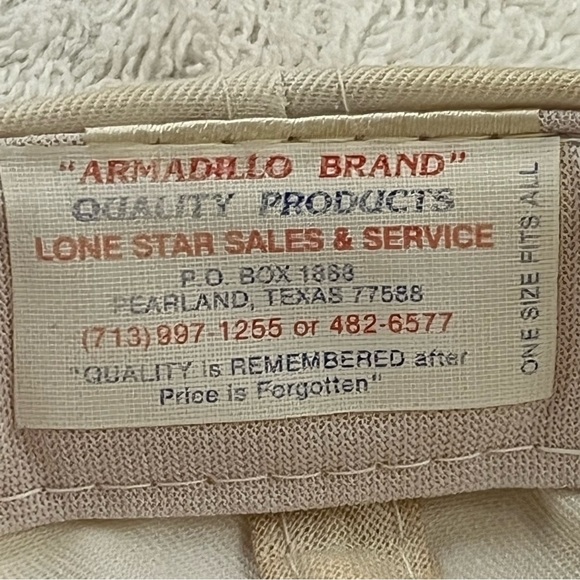 "ARMADILLO BRAND"
QUALITY PRODUCTS
LONE STAR SALES & SERVICE
P.O. BOX 1868
PEARLAND, TEXAS 77588
(713) 997-1255 or 482-6577
"QUALITY is REMEMBERED after
Price is Forgotten"
ONE SIZE FITS ALL